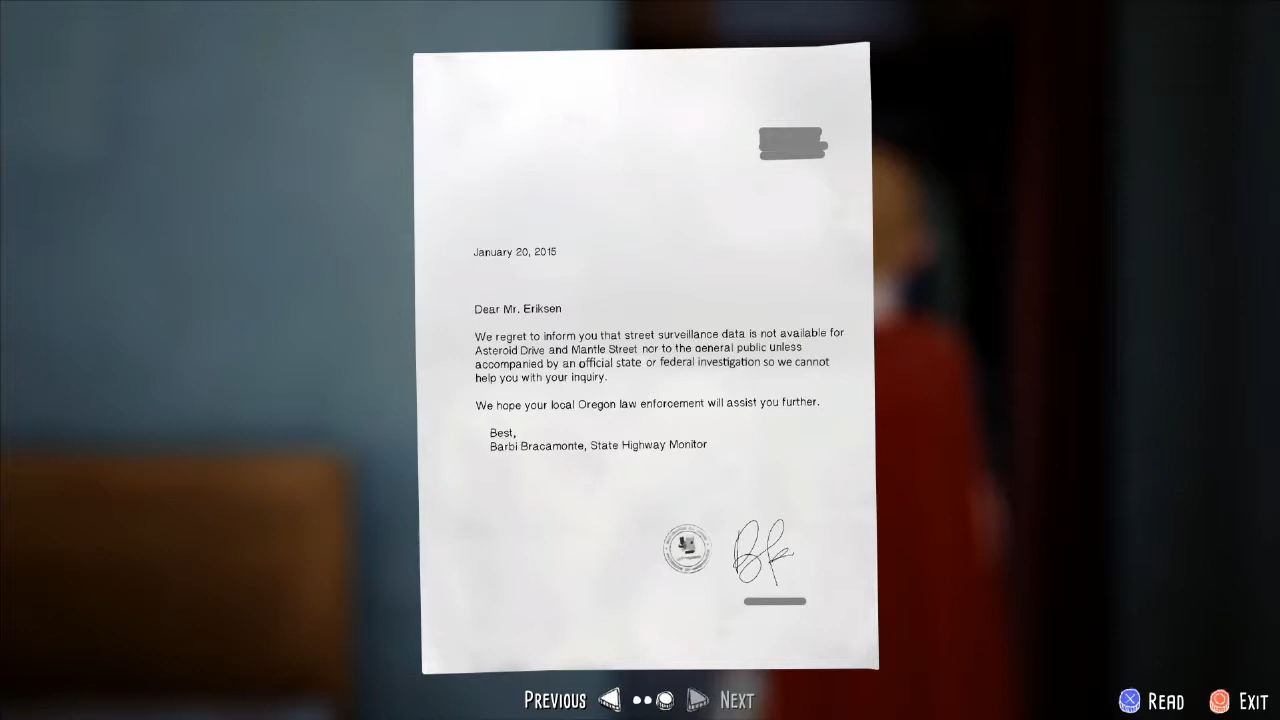 January 20, 2015
Dear Mr. Eriksen
We regret to inform you that street surveillance data is not available for
Asteroid Drive and Mantle Street nor to the general public unless
accompanied by an official state or federal investigation so we cannot
help you with your inquiry.
We hope your local Oregon law enforcement will assist you further.
Best,
Barbi Bracamonte, State Highway Monitor
PREVIOUS
NEXT
READ
EXIT